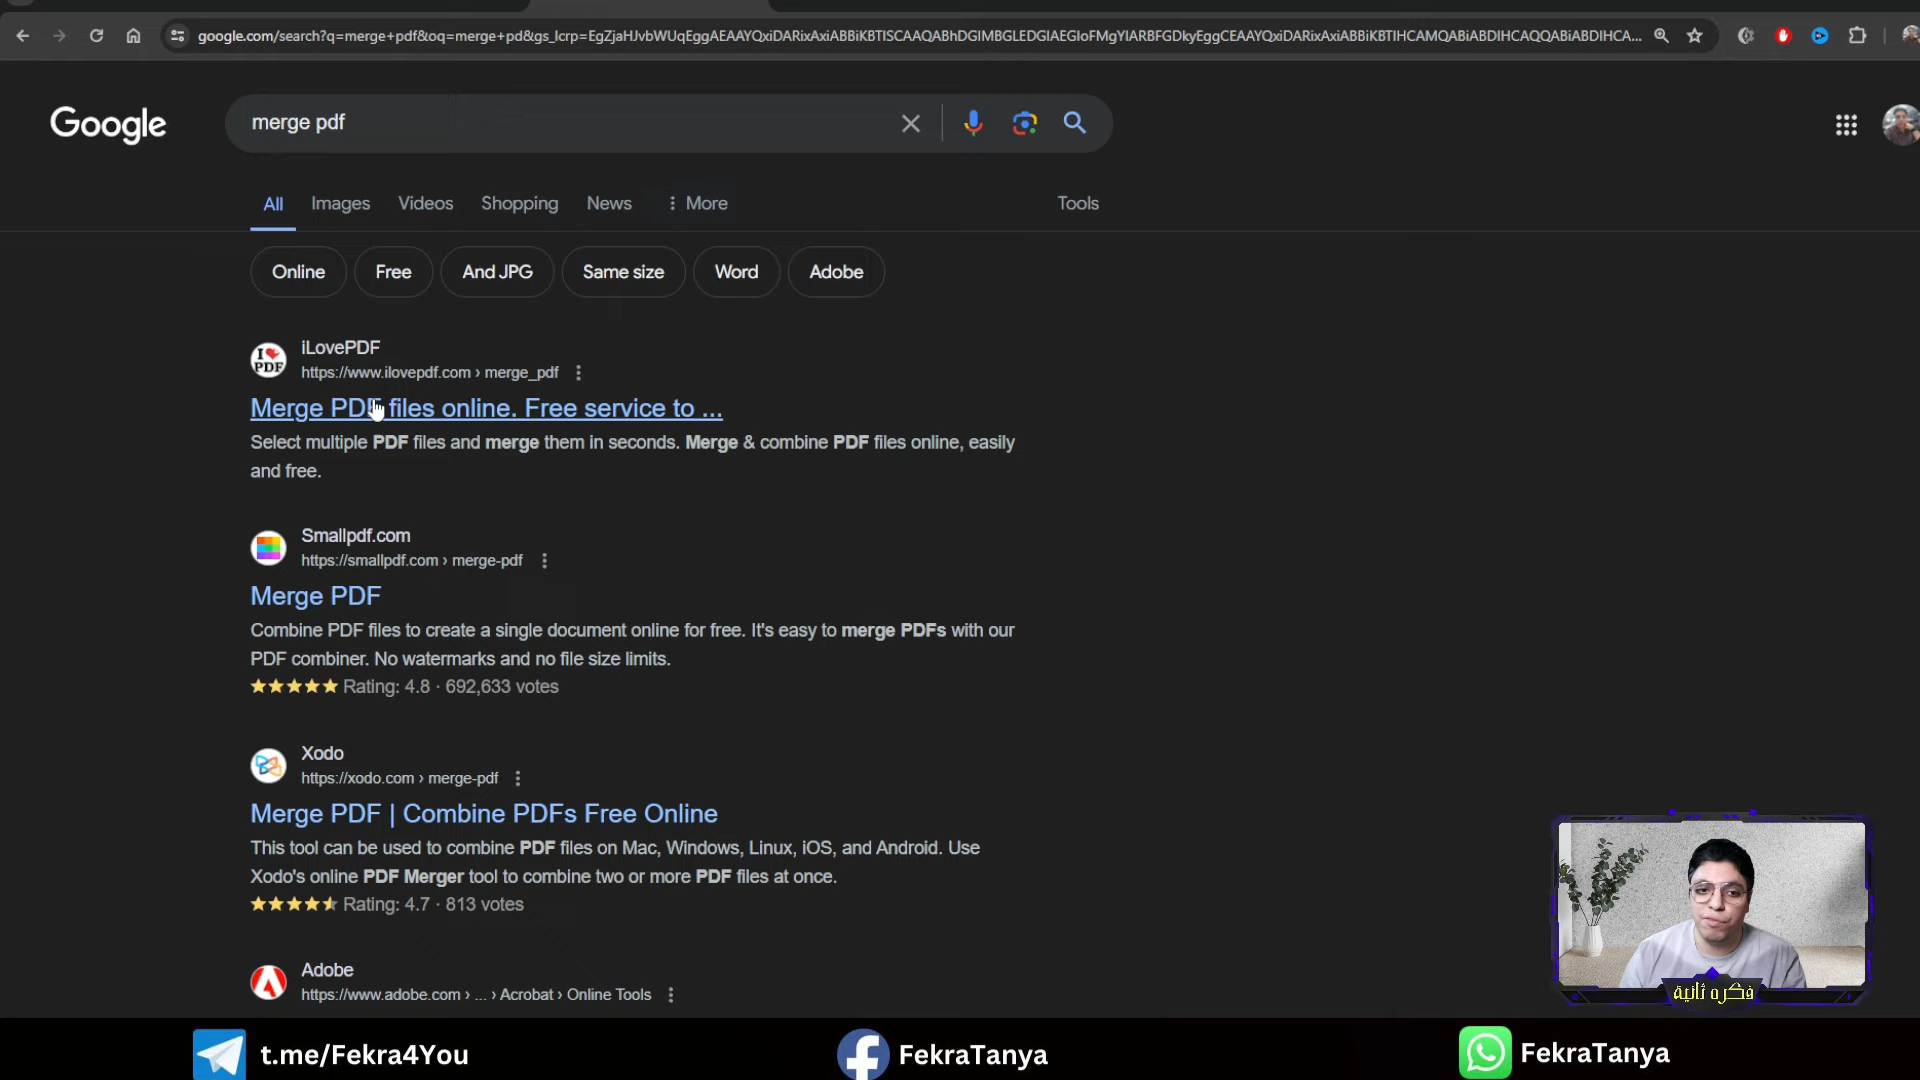 google.com/search?q=merge+pdf&oq=merge+pd&gs_lcrp=EgZjaHJvbWUqEggAEAAYQxiDARixAxiABBiKBTISCAAQABhDGIMBGLEDGIAEGIoFMgYIARBFGDkyEggCEAAYQxiDARixAxiABBiKBTIHCAMQABiABDIHCAQQABiABDIHCA...
Google
merge pdf
All Images Videos Shopping News More Tools
Online Free And JPG Same size Word Adobe
I PDF
iLovePDF
https://www.ilovepdf.com › merge_pdf
Merge PDF files online. Free service to ...
Select multiple PDF files and merge them in seconds. Merge & combine PDF files online, easily
and free.
Smallpdf.com
https://smallpdf.com › merge-pdf
Merge PDF
Combine PDF files to create a single document online for free. It's easy to merge PDFs with our
PDF combiner. No watermarks and no file size limits.
Rating: 4.8 · 692,633 votes
Xodo
https://xodo.com › merge-pdf
Merge PDF | Combine PDFs Free Online
This tool can be used to combine PDF files on Mac, Windows, Linux, iOS, and Android. Use
Xodo's online PDF Merger tool to combine two or more PDF files at once.
Rating: 4.7 · 813 votes
Adobe
https://www.adobe.com › ... › Acrobat › Online Tools
فكره ثانية
t.me/Fekra4You FekraTanya FekraTanya